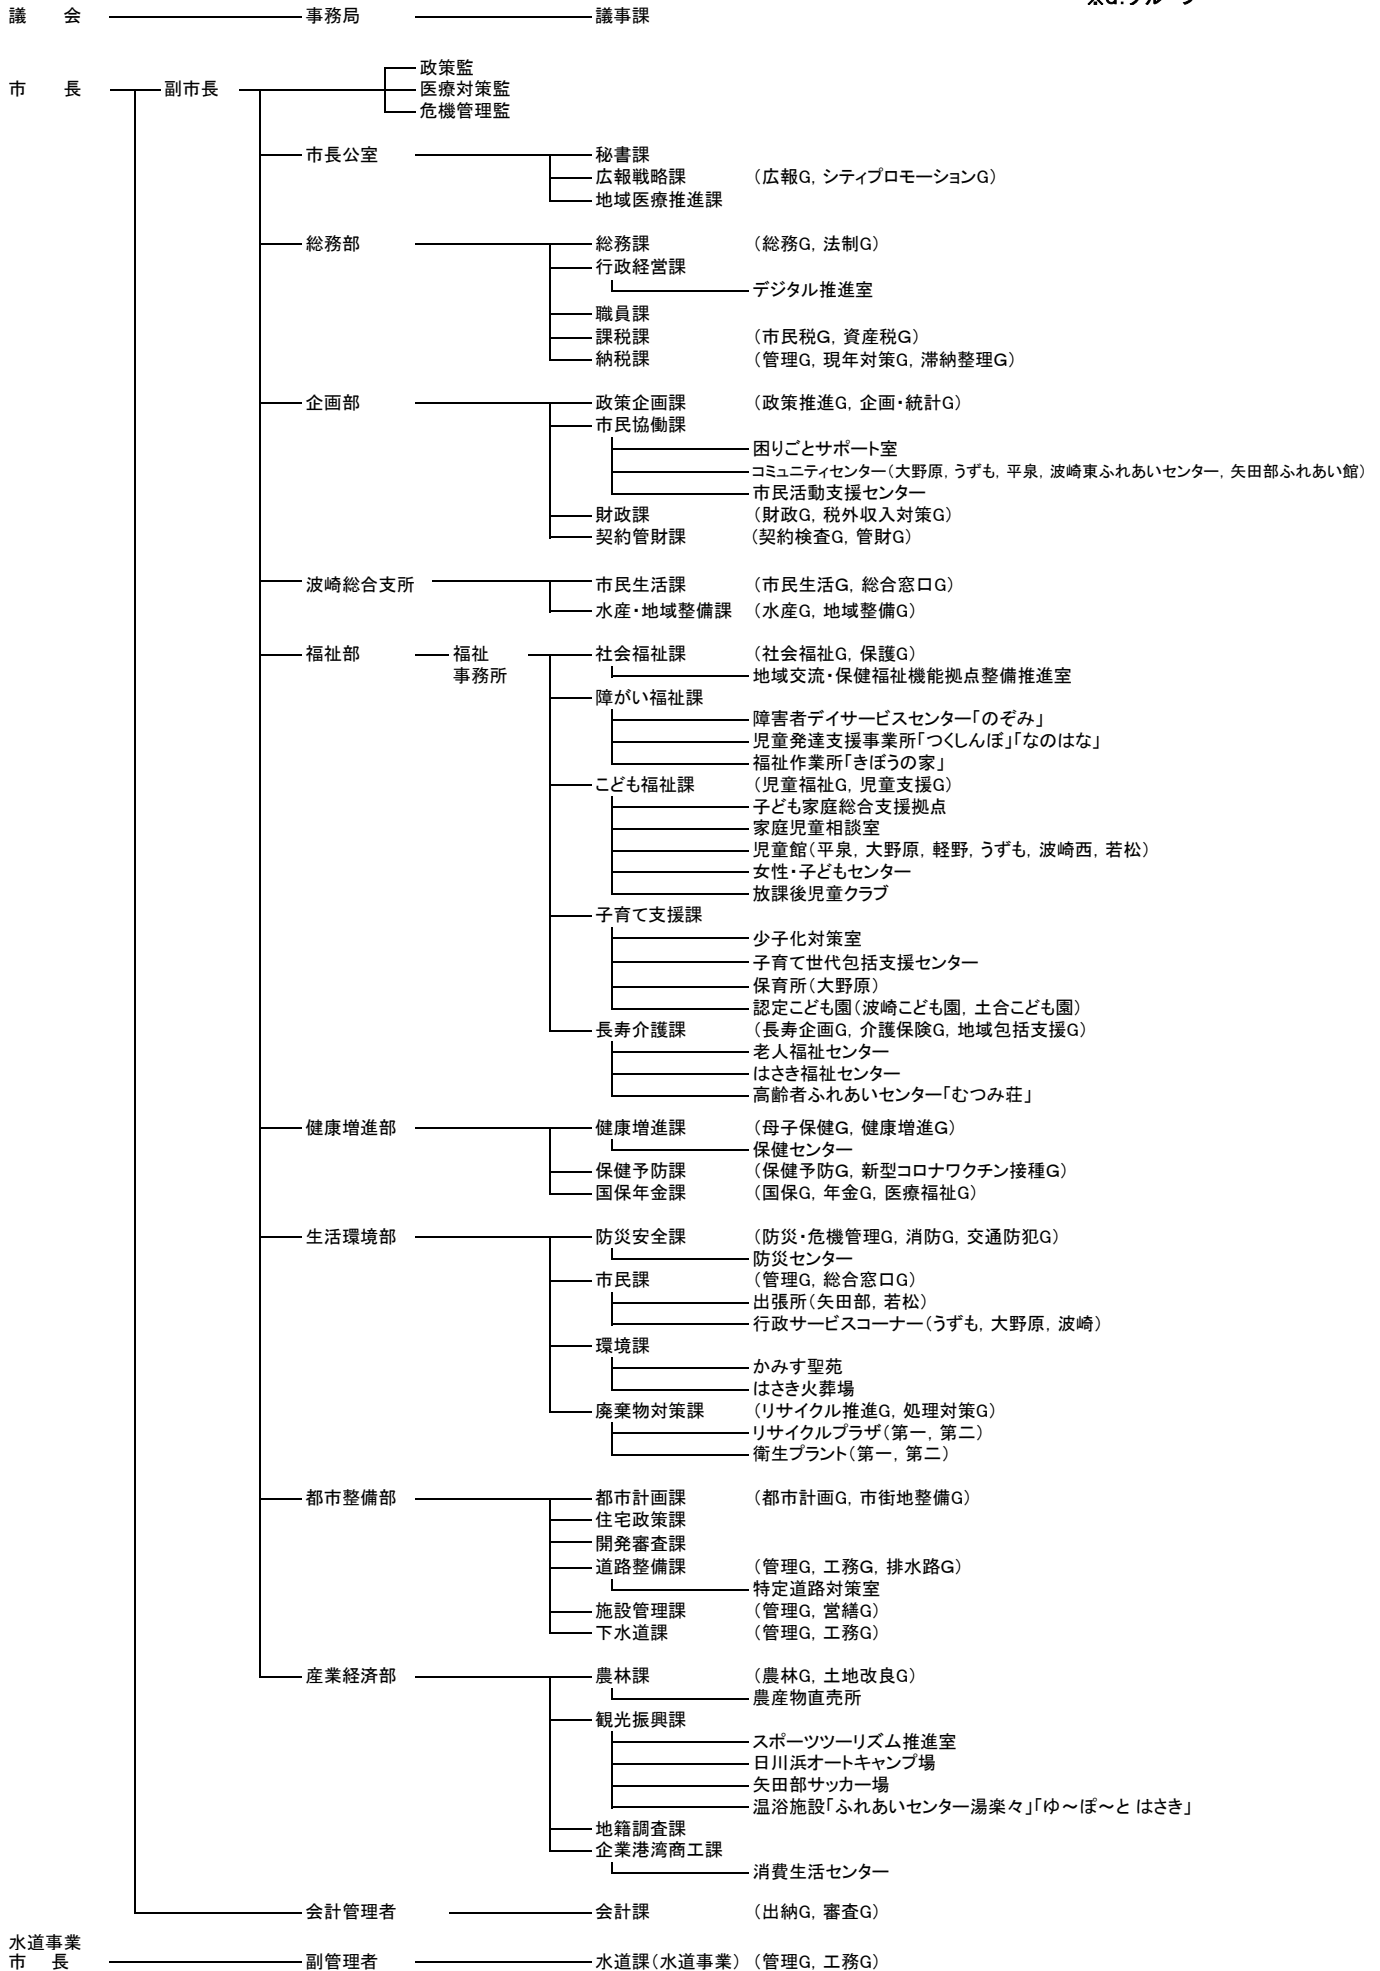 ※G:グループ
議　会 事務局 議事課
政策監
市　長 副市長 医療対策監
危機管理監
市長公室 秘書課
広報戦略課 （広報G, シティプロモーションG）
地域医療推進課
総務部 総務課 （総務G, 法制G）
行政経営課
デジタル推進室
職員課
課税課 （市民税G, 資産税G）
納税課 （管理G, 現年対策G, 滞納整理G）
企画部 政策企画課 （政策推進G, 企画・統計G）
市民協働課
困りごとサポート室
コミュニティセンター（大野原, うずも, 平泉, 波崎東ふれあいセンター, 矢田部ふれあい館）
市民活動支援センター
財政課 （財政G, 税外収入対策G）
契約管財課 （契約検査G, 管財G）
波崎総合支所 市民生活課 （市民生活G, 総合窓口G）
水産・地域整備課 （水産G, 地域整備G）
福祉部 福祉 社会福祉課 （社会福祉G, 保護G）
事務所 地域交流・保健福祉機能拠点整備推進室
障がい福祉課
障害者デイサービスセンター「のぞみ」
児童発達支援事業所「つくしんぼ」「なのはな」
福祉作業所「きぼうの家」
こども福祉課 （児童福祉G, 児童支援G）
子ども家庭総合支援拠点
家庭児童相談室
児童館（平泉, 大野原, 軽野, うずも, 波崎西, 若松）
女性・子どもセンター
放課後児童クラブ
子育て支援課
少子化対策室
子育て世代包括支援センター
保育所（大野原）
認定こども園（波崎こども園, 土合こども園）
長寿介護課 （長寿企画G, 介護保険G, 地域包括支援G）
老人福祉センター
はさき福祉センター
高齢者ふれあいセンター「むつみ荘」
健康増進部 健康増進課 （母子保健G, 健康増進G）
保健センター
保健予防課 （保健予防G, 新型コロナワクチン接種G）
国保年金課 （国保G, 年金G, 医療福祉G）
生活環境部 防災安全課 （防災・危機管理G, 消防G, 交通防犯G）
防災センター
市民課 （管理G, 総合窓口G）
出張所（矢田部, 若松）
行政サービスコーナー（うずも, 大野原, 波崎）
環境課
かみす聖苑
はさき火葬場
廃棄物対策課 （リサイクル推進G, 処理対策G）
リサイクルプラザ（第一, 第二）
衛生プラント（第一, 第二）
都市整備部 都市計画課 （都市計画G, 市街地整備G）
住宅政策課
開発審査課
道路整備課 （管理G, 工務G, 排水路G）
特定道路対策室
施設管理課 （管理G, 営繕G）
下水道課 （管理G, 工務G）
産業経済部 農林課 （農林G, 土地改良G）
農産物直売所
観光振興課
スポーツツーリズム推進室
日川浜オートキャンプ場
矢田部サッカー場
温浴施設「ふれあいセンター湯楽々」「ゆ～ぽ～と はさき」
地籍調査課
企業港湾商工課
消費生活センター
会計管理者 会計課 （出納G, 審査G）
水道事業
市　長 副管理者 水道課（水道事業） （管理G, 工務G）